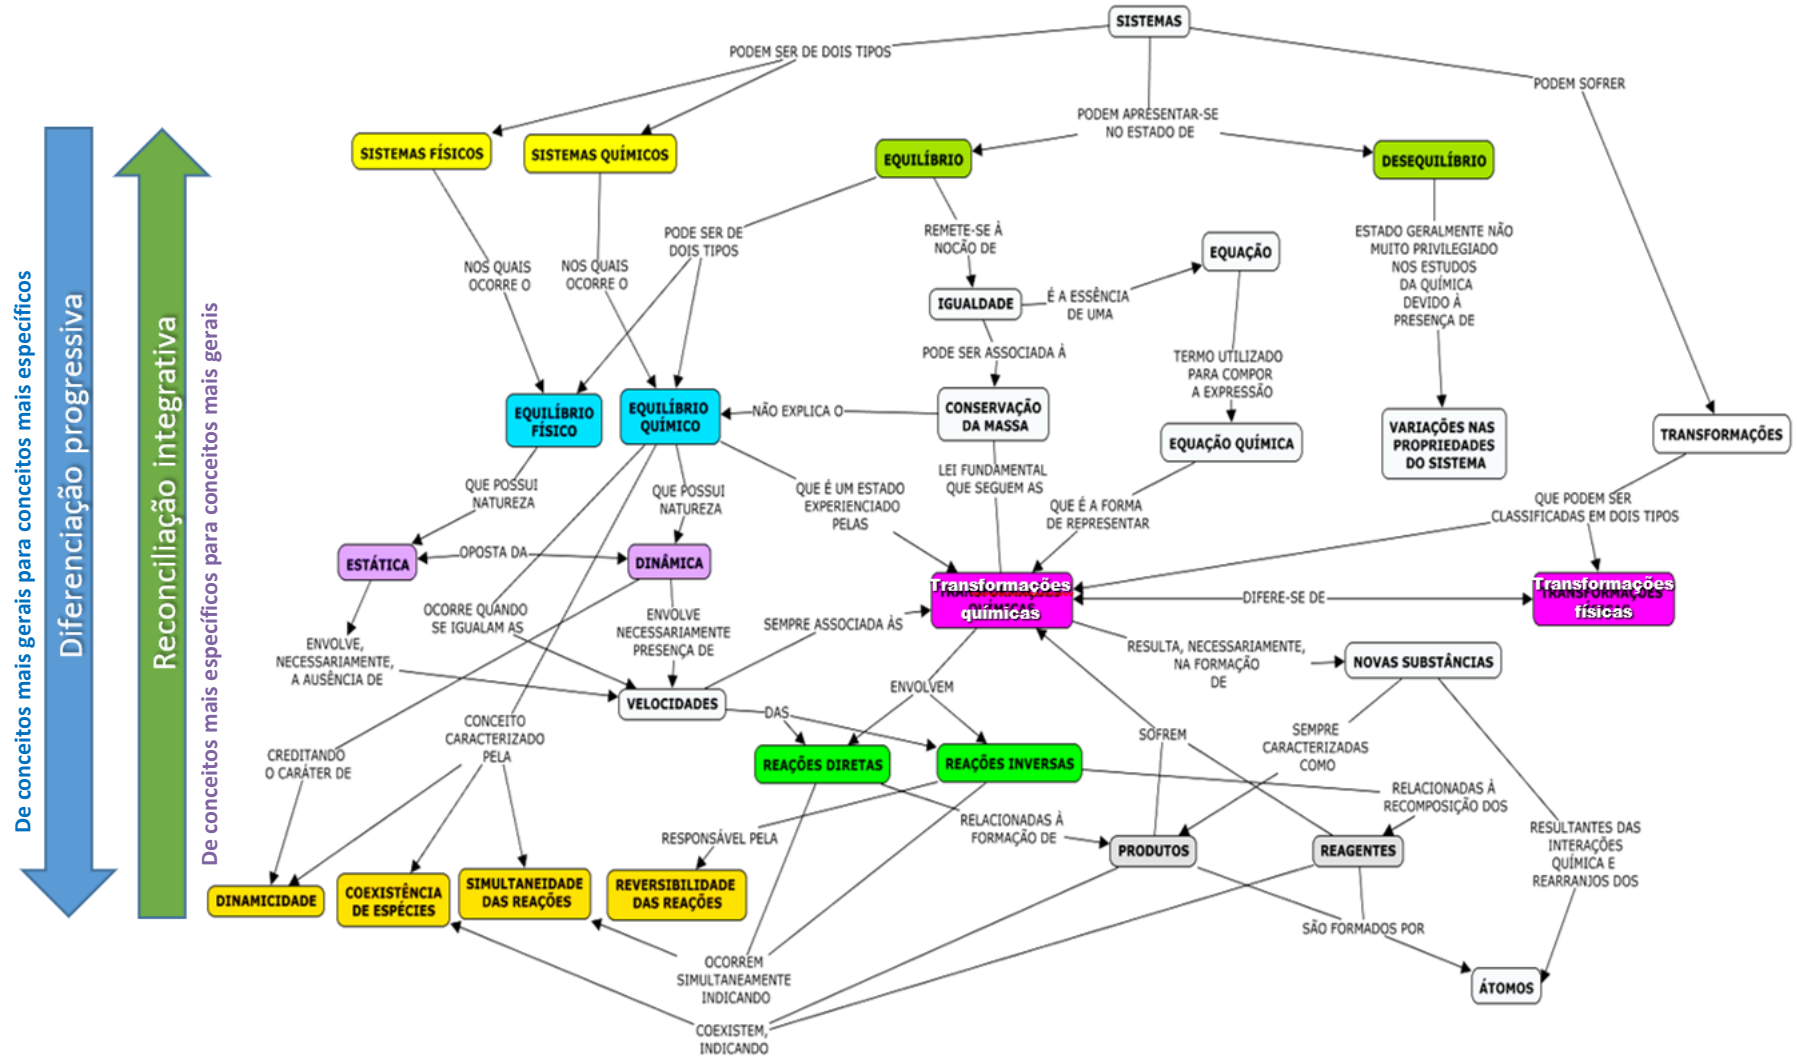 SISTEMAS
PODEM SER DE DOIS TIPOS
PODEM SOFRER
PODEM APRESENTAR-SE
NO ESTADO DE
SISTEMAS FÍSICOS
SISTEMAS QUÍMICOS
EQUILÍBRIO
DESEQUILÍBRIO
PODE SER DE
DOIS TIPOS
REMETE-SE À
NOCÃO DE
EQUAÇÃO
ESTADO GERALMENTE NÃO
MUITO PRIVILEGIADO
NOS ESTUDOS
DA QUÍMICA
DEVIDO À
PRESENÇA DE
NOS QUAIS
OCORRE O
NOS QUAIS
OCORRE O
IGUALDADE
É A ESSÊNCIA
DE UMA
PODE SER ASSOCIADA À
TERMO UTILIZADO
PARA COMPOR
A EXPRESSÃO
EQUILÍBRIO
FÍSICO
EQUILÍBRIO
QUÍMICO
NÃO EXPLICA O
CONSERVAÇÃO
DA MASSA
EQUAÇÃO QUÍMICA
VARIAÇÕES NAS
PROPRIEDADES
DO SISTEMA
TRANSFORMAÇÕES
QUE POSSUI
NATUREZA
QUE POSSUI
NATUREZA
QUE É UM ESTADO
EXPERIENCIADO
PELAS
LEI FUNDAMENTAL
QUE SEGUEM AS
QUE É A FORMA
DE REPRESENTAR
QUE PODEM SER
CLASSIFICADAS EM DOIS TIPOS
ESTÁTICA
OPOSTA DA
DINÂMICA
Transformações
químicas
DIFERE-SE DE
Transformações
físicas
OCORRE QUANDO
SE IGUALAM AS
ENVOLVE
NECESSARIAMENTE
PRESENÇA DE
SEMPRE ASSOCIADA ÀS
ENVOLVE,
NECESSARIAMENTE,
A AUSÊNCIA DE
RESULTA, NECESSARIAMENTE,
NA FORMAÇÃO
DE
NOVAS SUBSTÂNCIAS
VELOCIDADES
ENVOLVEM
DAS
CONCEITO
CARACTERIZADO
PELA
SOFREM
SEMPRE
CARACTERIZADAS
COMO
CREDITANDO
O CARÁTER DE
REAÇÕES DIRETAS
REAÇÕES INVERSAS
RELACIONADAS À
RECOMPOSIÇÃO DOS
RESPONSÁVEL PELA
RELACIONADAS À
FORMAÇÃO DE
PRODUTOS
REAGENTES
RESULTANTES DAS
INTERAÇÕES
QUÍMICA E
REARRANJOS DOS
DINAMICIDADE
COEXISTÊNCIA
DE ESPÉCIES
SIMULTANEIDADE
DAS REAÇÕES
REVERSIBILIDADE
DAS REAÇÕES
SÃO FORMADOS POR
OCORREM
SIMULTANEAMENTE
INDICANDO
ÁTOMOS
COEXISTEM,
INDICANDO
De conceitos mais gerais para conceitos mais específicos
Diferenciação progressiva
Reconciliação integrativa
De conceitos mais específicos para conceitos mais gerais